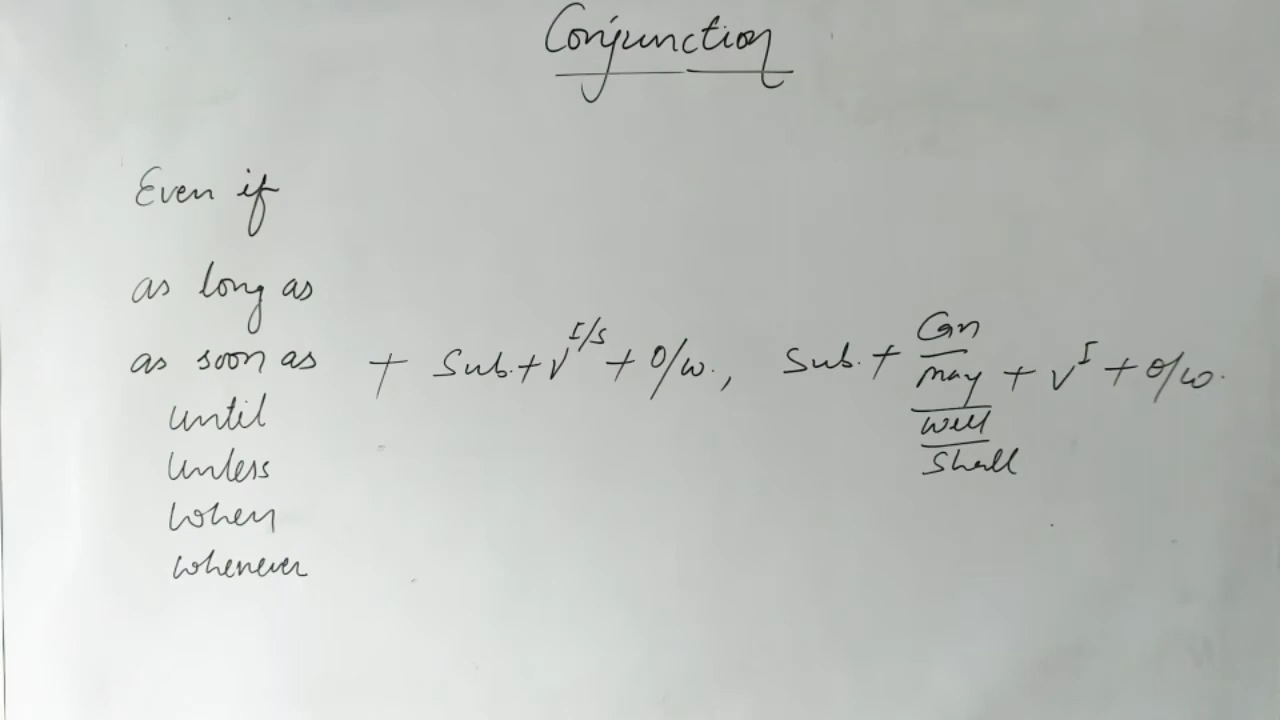 Conjunction
Even if
as long as
as soon as + Sub.+V I/S + O/w., Sub. + Can + V I + O/w.
may
until
will
unless
shall
when
whenever